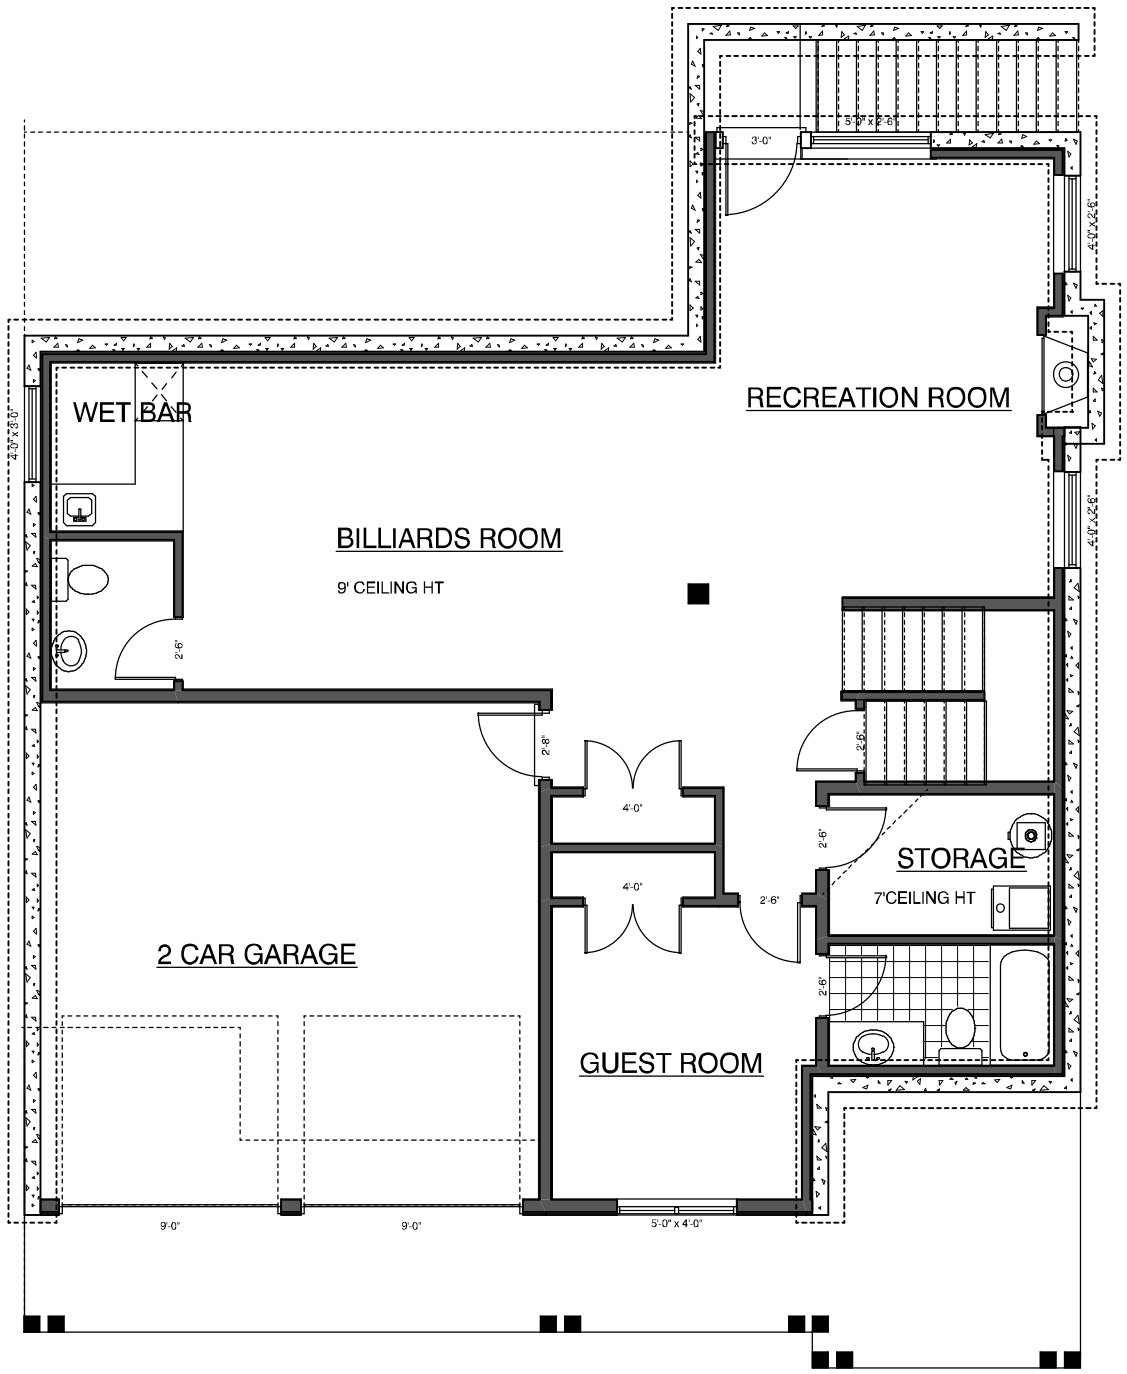 5'-0" x 2'-6"
3'-0"
4'-0" x 2'-6"
RECREATION ROOM
WET BAR
4'-0" x 3'-0"
4'-0" x 2'-6"
BILLIARDS ROOM
9' CEILING HT
2'-6"
2'-8"
2'-6"
4'-0"
2'-6"
STORAGE
4'-0"
7'CEILING HT
2'-6"
2 CAR GARAGE
2'-6"
GUEST ROOM
9'-0"
9'-0"
5'-0" x 4'-0"